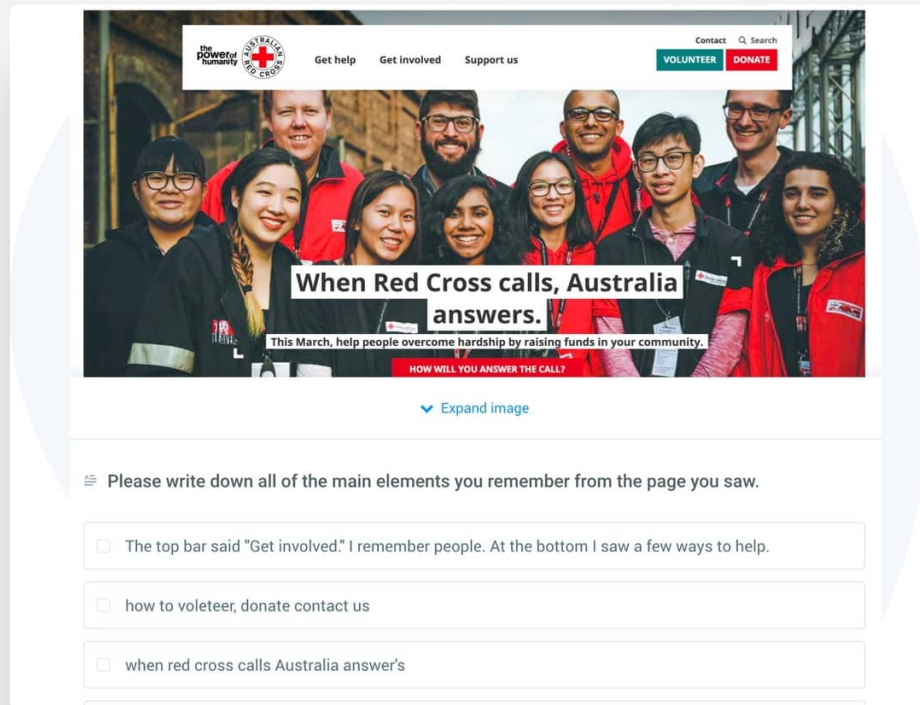 the
powerof
humanity
AUSTRALIAN
RED CROSS
Get help
Get involved
Support us
Contact
Search
VOLUNTEER
DONATE
When Red Cross calls, Australia
answers.
This March, help people overcome hardship by raising funds in your community.
HOW WILL YOU ANSWER THE CALL?
Expand image
Please write down all of the main elements you remember from the page you saw.
The top bar said "Get involved." I remember people. At the bottom I saw a few ways to help.
how to voleteer, donate contact us
when red cross calls Australia answer's